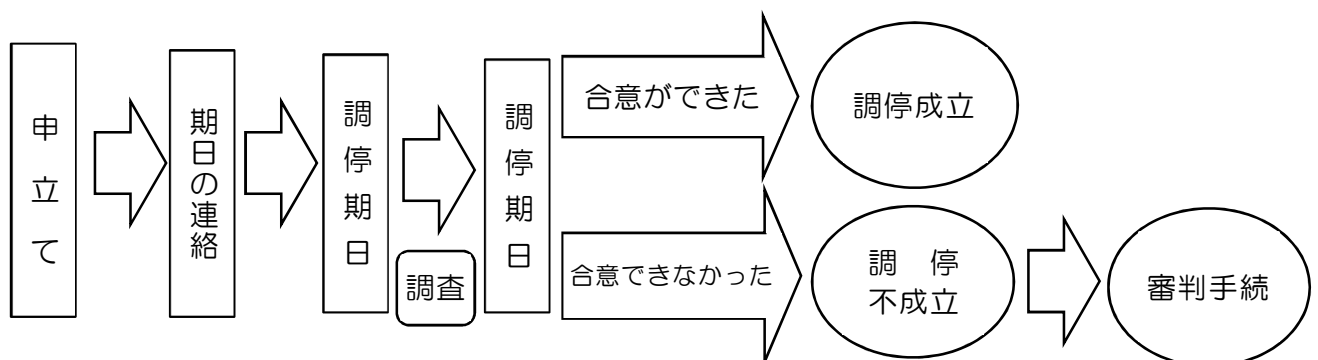 申立て
期日の連絡
調停期日
調査
調停期日
合意ができた
調停成立
合意できなかった
調　停
不成立
審判手続